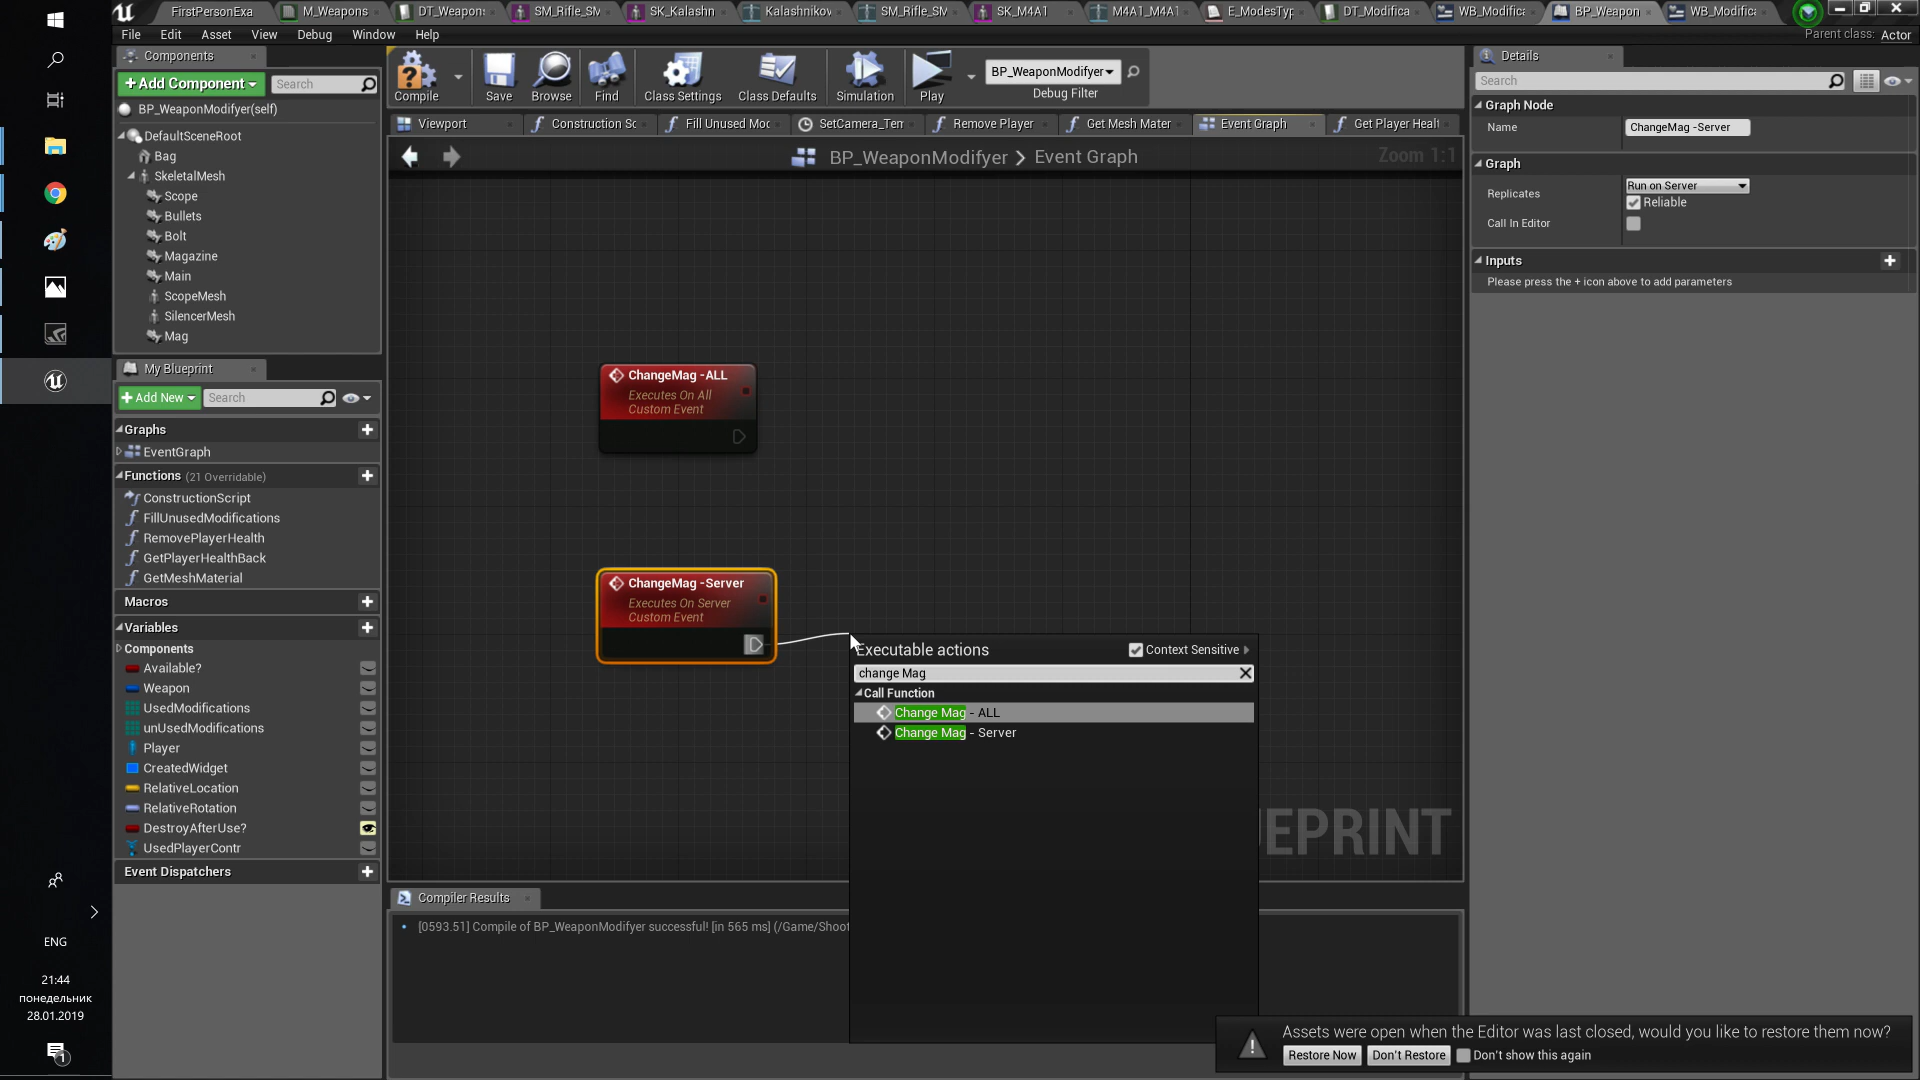 FirstPersonExa
M_Weapons
DT_Weapon
SM_Rifle_SM
SK_Kalashn
Kalashnikov
SM_Rifle_SM
SK_M4A1
M4A1_M4A1
E_ModesTyp
DT_Modifica
WB_Modific
BP_Weapon
WB_Modific
File Edit Asset View Debug Window Help
Parent class: Actor
Components
+Add Component
Search
BP_WeaponModifyer(self)
DefaultSceneRoot
Bag
SkeletalMesh
Scope
Bullets
Bolt
Magazine
Main
ScopeMesh
SilencerMesh
Mag
My Blueprint
+Add New
Search
Graphs
EventGraph
Functions (21 Overridable)
ConstructionScript
FillUnusedModifications
RemovePlayerHealth
GetPlayerHealthBack
GetMeshMaterial
Macros
Variables
Components
Available?
Weapon
UsedModifications
unUsedModifications
Player
CreatedWidget
RelativeLocation
RelativeRotation
DestroyAfterUse?
UsedPlayerContr
Event Dispatchers
Compile
Save
Browse
Find
Class Settings
Class Defaults
Simulation
Play
BP_WeaponModifyer
Debug Filter
Viewport
Construction Sc
Fill Unused Moc
SetCamera_Tem
Remove Player
Get Mesh Mater
Event Graph
Get Player Healt
BP_WeaponModifyer > Event Graph
Zoom 1:1
ChangeMag -ALL
Executes On All
Custom Event
ChangeMag -Server
Executes On Server
Custom Event
Executable actions
Context Sensitive
change Mag
Call Function
Change Mag - ALL
Change Mag - Server
EPRINT
Compiler Results
[0593.51] Compile of BP_WeaponModifyer successful! [in 565 ms] (/Game/Shoot
Details
Search
Graph Node
Name
ChangeMag -Server
Graph
Replicates
Run on Server
Reliable
Call In Editor
Inputs
Please press the + icon above to add parameters
Assets were open when the Editor was last closed, would you like to restore them now?
Restore Now
Don't Restore
Don't show this again
ENG
21:44
понедельник
28.01.2019
1